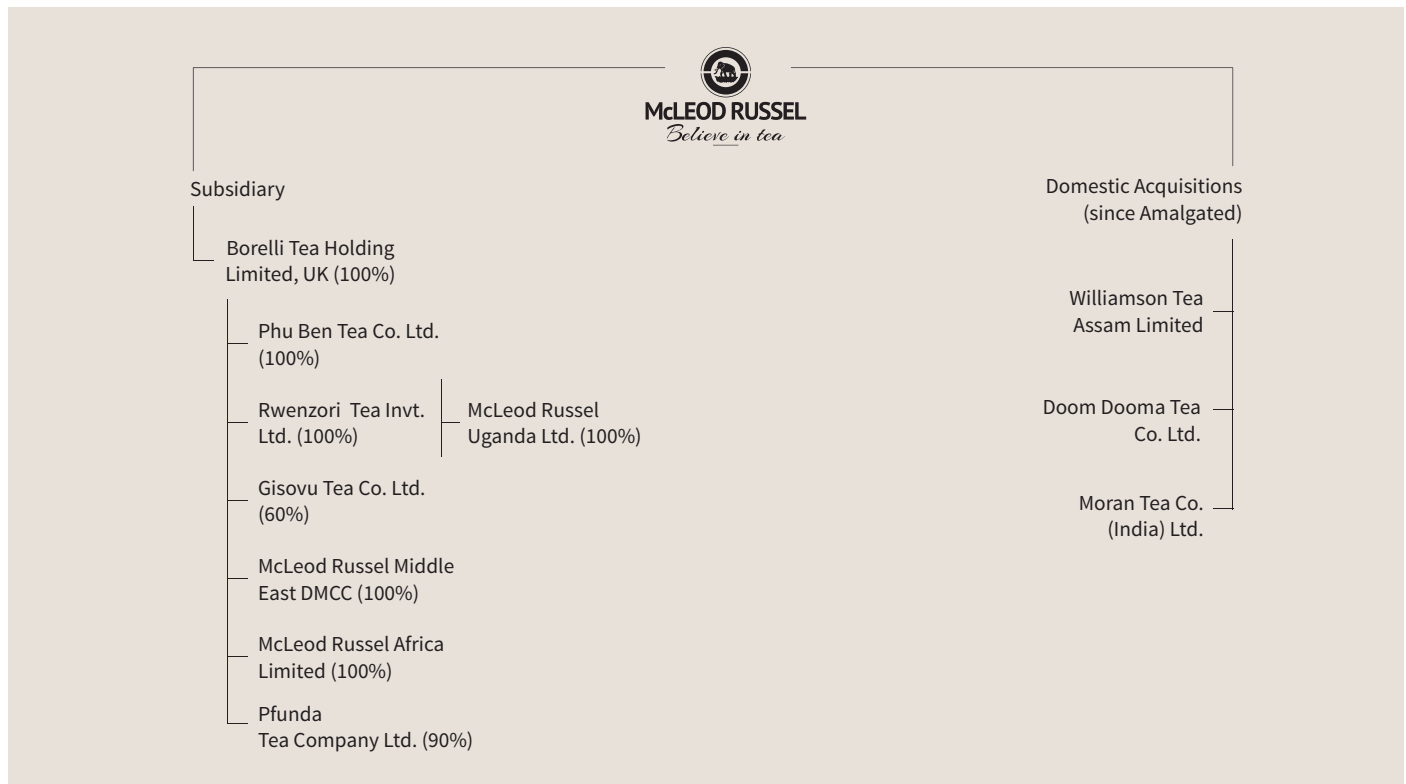 McLEOD RUSSEL
Believe in tea
Subsidiary
Borelli Tea Holding
Limited, UK (100%)
Phu Ben Tea Co. Ltd.
(100%)
Rwenzori  Tea Invt.
Ltd. (100%)
McLeod Russel
Uganda Ltd. (100%)
Gisovu Tea Co. Ltd.
(60%)
McLeod Russel Middle
East DMCC (100%)
McLeod Russel Africa
Limited (100%)
Pfunda
Tea Company Ltd. (90%)
Domestic Acquisitions
(since Amalgated)
Williamson Tea
Assam Limited
Doom Dooma Tea
Co. Ltd.
Moran Tea Co.
(India) Ltd.